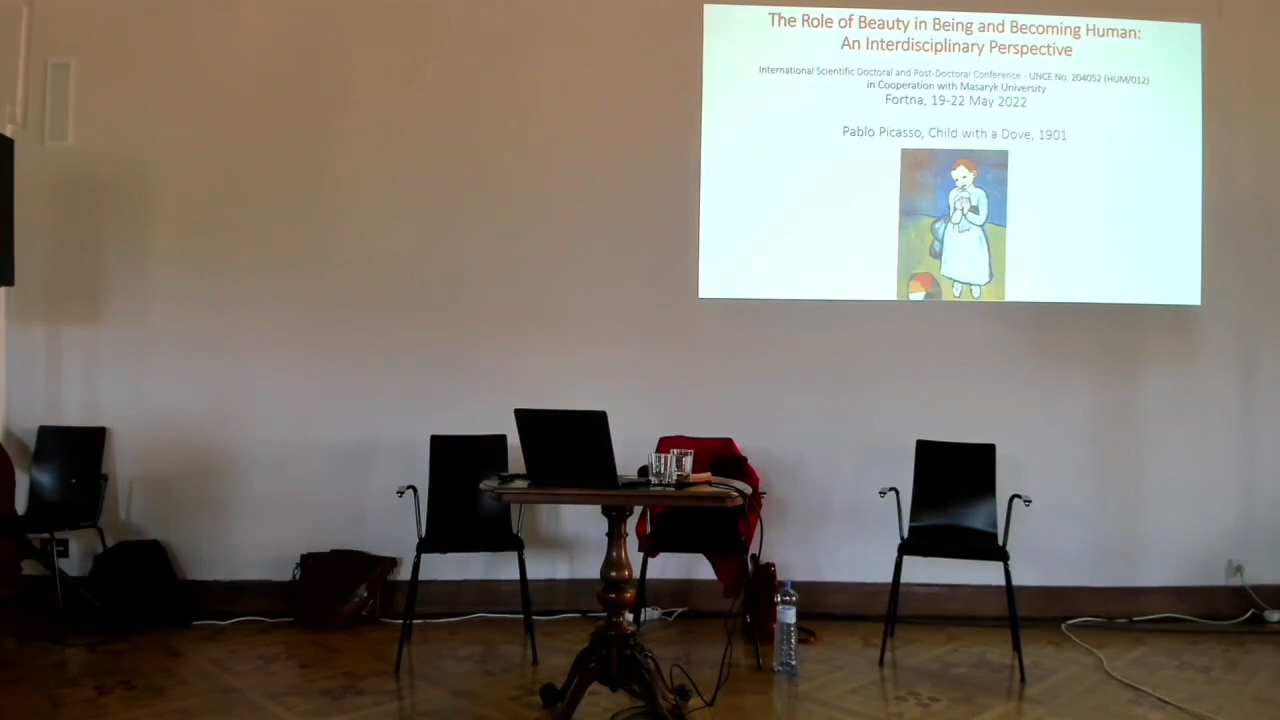 The Role of Beauty in Being and Becoming Human:
An Interdisciplinary Perspective
International Scientific Doctoral and Post-Doctoral Conference - UNCE No. 204052 (HUM/012)
in Cooperation with Masaryk University
Fortna, 19-22 May 2022
Pablo Picasso, Child with a Dove, 1901